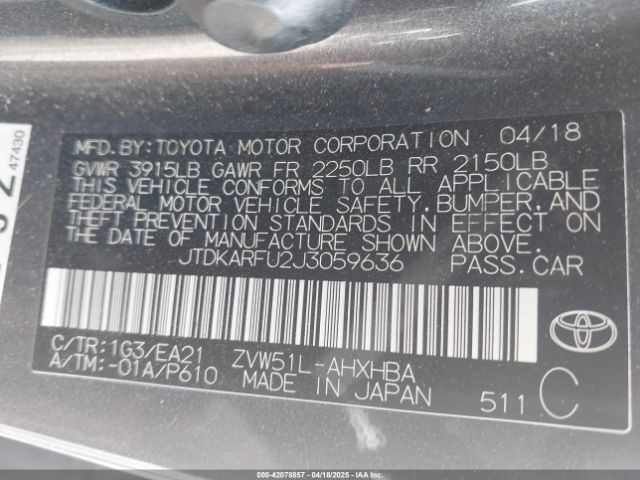 MFD.BY:TOYOTA MOTOR CORPORATION 04/18
GVWR 3915LB GAWR FR 2250LB RR 2150LB
THIS VEHICLE CONFORMS TO ALL APPLICABLE
FEDERAL MOTOR VEHICLE SAFETY,BUMPER,AND
THEFT PREVENTION STANDARDS IN EFFECT ON
THE DATE OF MANUFACTURE SHOWN ABOVE.
JTDKARFU2J3059636 PASS.CAR
C/TR:1G3/EA21 ZVW51L-AHXHBA
A/TM:-01A/P610 MADE IN JAPAN 511 C
47430
000-42078857 - 04/18/2025 - IAAI.COM